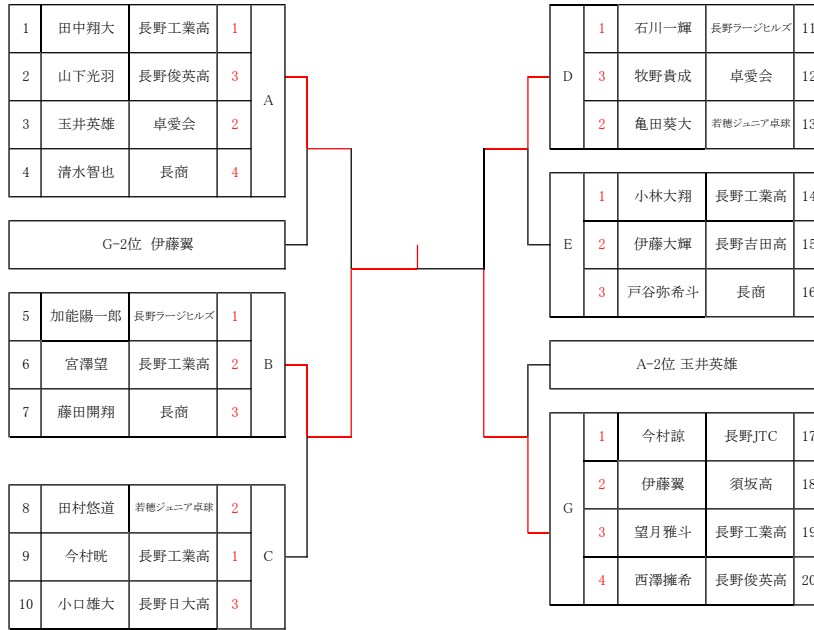 1 田中翔大 長野工業高 1
2 山下光羽 長野俊英高 3
A
3 玉井英雄 卓愛会 2
4 清水智也 長商 4
G-2位 伊藤翼
5 加能陽一郎 長野ラージヒルズ 1
6 宮澤望 長野工業高 2 B
7 藤田開翔 長商 3
8 田村悠道 若穂ジュニア卓球 2
9 今村晄 長野工業高 1 C
10 小口雄大 長野日大高 3
1 石川一輝 長野ラージヒルズ 11
D 3 牧野貴成 卓愛会 12
2 亀田葵大 若穂ジュニア卓球 13
1 小林大翔 長野工業高 14
E 2 伊藤大輝 長野吉田高 15
3 戸谷弥希斗 長商 16
A-2位 玉井英雄
1 今村諒 長野JTC 17
2 伊藤翼 須坂高 18
G
3 望月雅斗 長野工業高 19
4 西澤擁希 長野俊英高 20